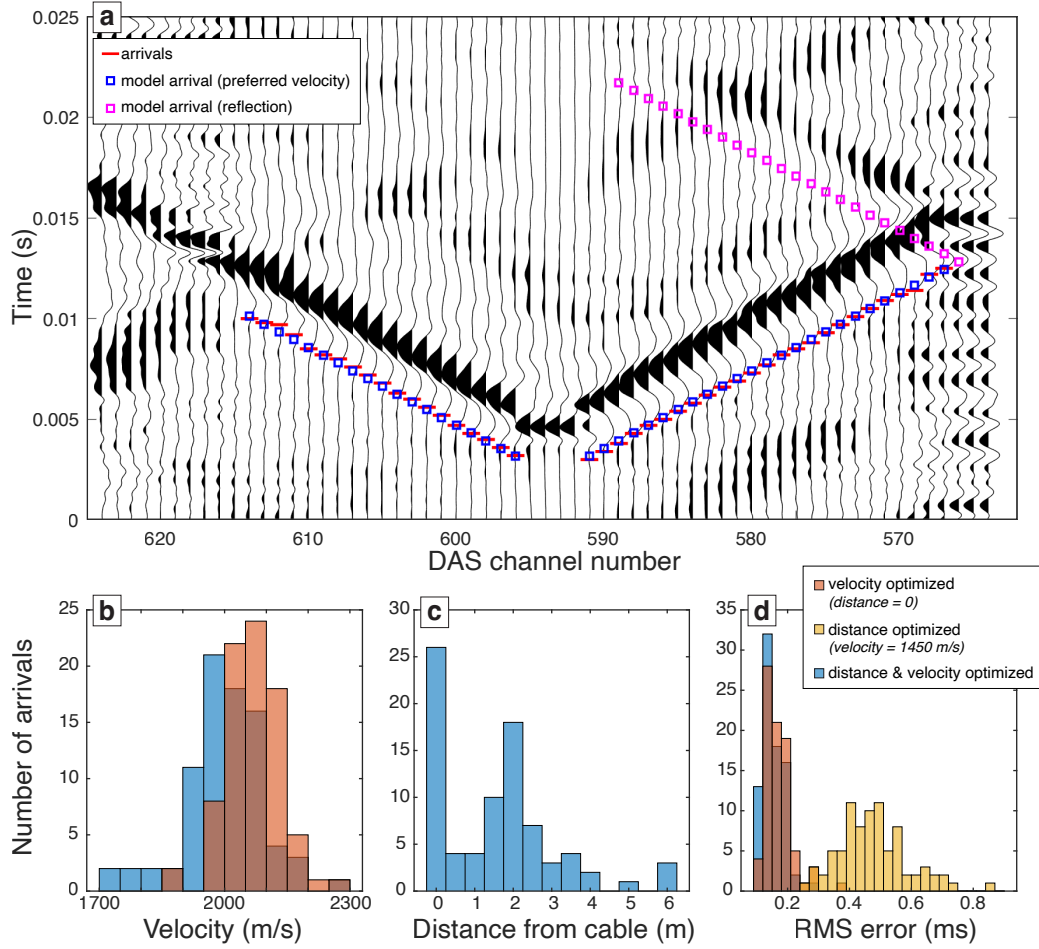 a
0.025
0.02
0.015
0.01
0.005
0
Time (s)
arrivals
model arrival (preferred velocity)
model arrival (reflection)
620
610
600
590
580
570
DAS channel number
b
25
20
15
10
5
0
Number of arrivals
1700
2000
2300
Velocity (m/s)
c
30
25
20
15
10
5
0
0
1
2
3
4
5
6
Distance from cable (m)
d
35
30
25
20
15
10
5
0
0.2
0.4
0.6
0.8
RMS error (ms)
velocity optimized
(distance = 0)
distance optimized
(velocity = 1450 m/s)
distance & velocity optimized